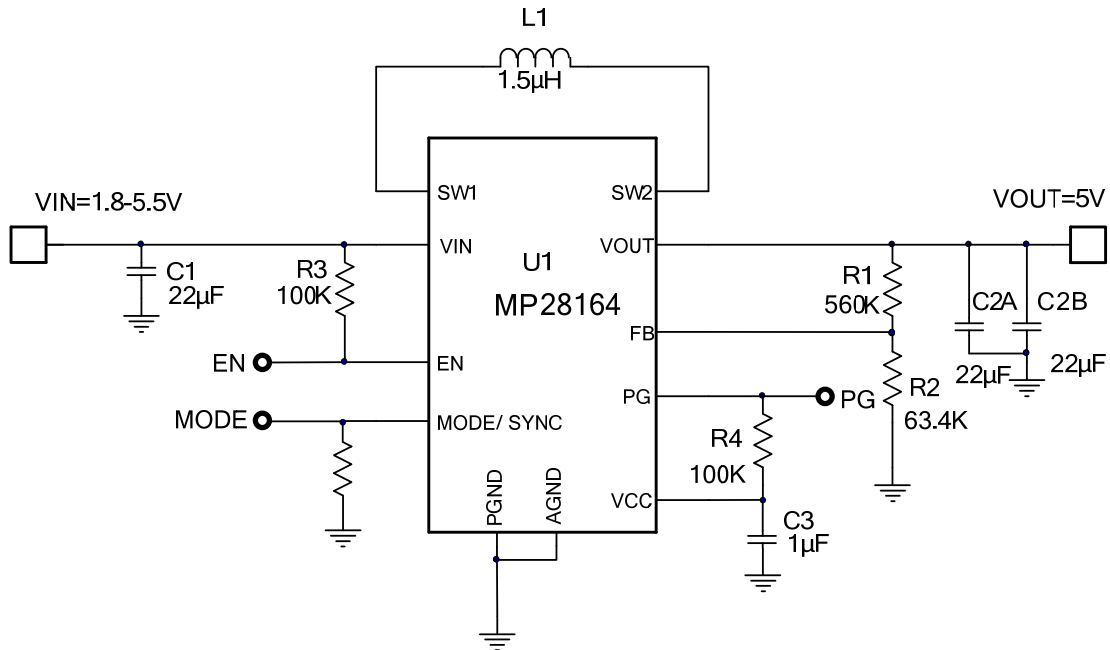 L1
1.5µH
SW1
SW2
VIN=1.8-5.5V
VOUT=5V
VIN
VOUT
C1
22µF
R3
100K
U1
MP28164
R1
560K
C2A
C2B
FB
EN
EN
22µF
22µF
R2
63.4K
PG
PG
MODE
MODE/ SYNC
R4
100K
PGND
AGND
VCC
C3
1µF